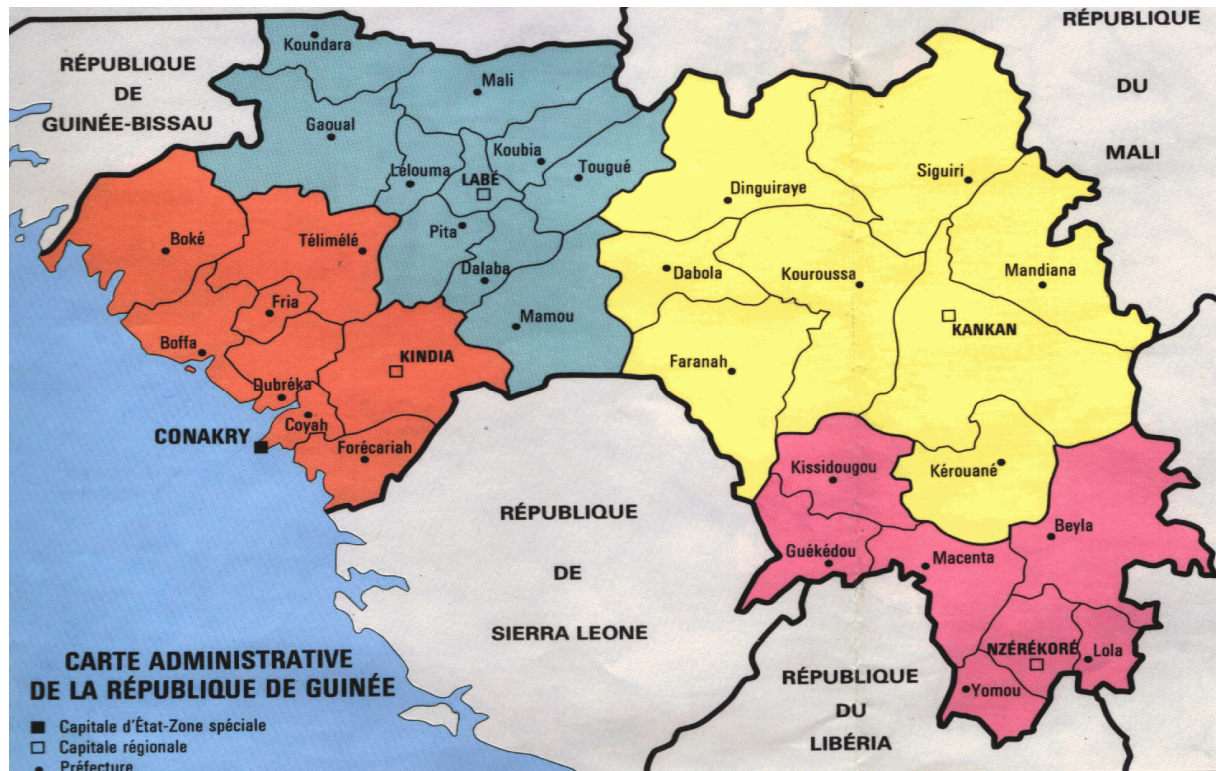 RÉPUBLIQUE
DE
GUINÉE-BISSAU
Koundara
Mali
Gaoual
Koubia
Lélouma
LABÉ
Tougué
Pita
Dalaba
Mamou
Boké
Télimélé
Fria
Boffa
KINDIA
Dubréka
Coyah
CONAKRY
Forécariah
RÉPUBLIQUE
DU
MALI
Siguiri
Dinguiraye
Dabola
Kouroussa
Mandiana
KANKAN
Faranah
Kissidougou
Kérouané
Beyla
Guékédou
Macenta
NZÉRÉKORÉ
Lola
Yomou
RÉPUBLIQUE
DE
SIERRA LEONE
RÉPUBLIQUE
DU
LIBÉRIA
CARTE ADMINISTRATIVE
DE LA RÉPUBLIQUE DE GUINÉE
Capitale d'État-Zone spéciale
Capitale régionale
Préfecture